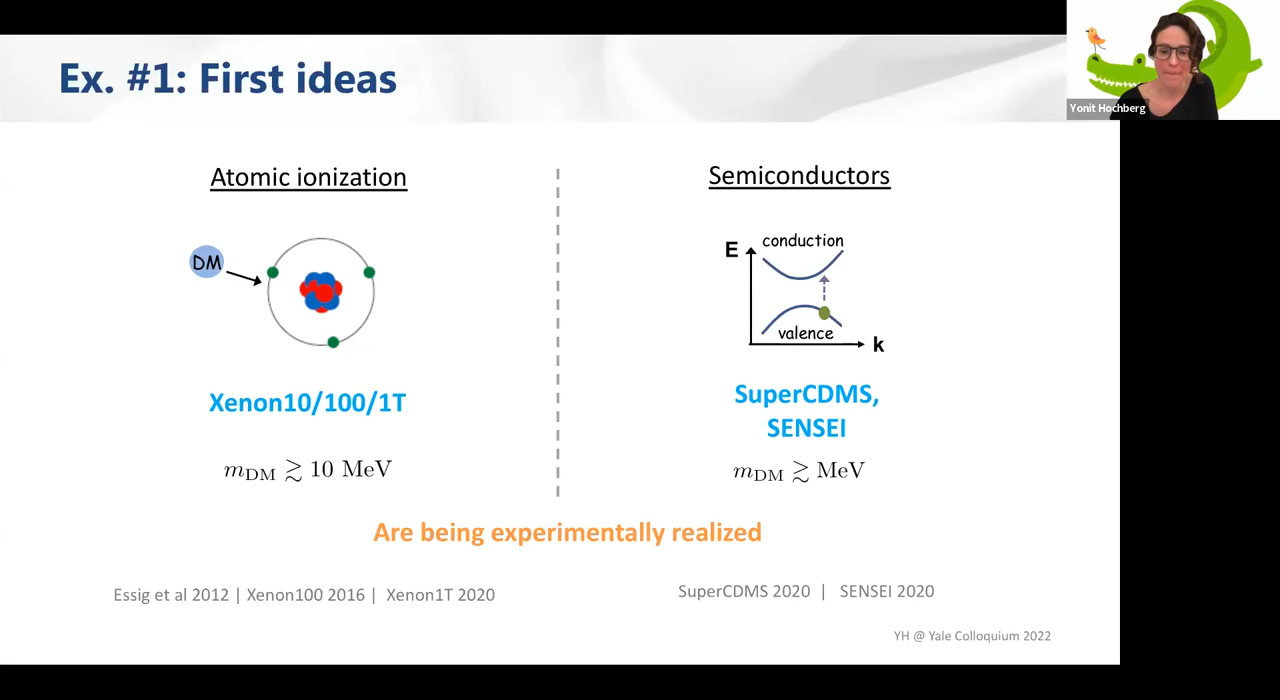 Ex. #1: First ideas
Yonit Hochberg
Atomic ionization
DM
Xenon10/100/1T
m_DM ≳ 10 MeV
Semiconductors
E
conduction
valence
k
SuperCDMS,
SENSEI
m_DM ≳ MeV
Are being experimentally realized
Essig et al 2012 | Xenon100 2016 | Xenon1T 2020
SuperCDMS 2020 | SENSEI 2020
YH @ Yale Colloquium 2022